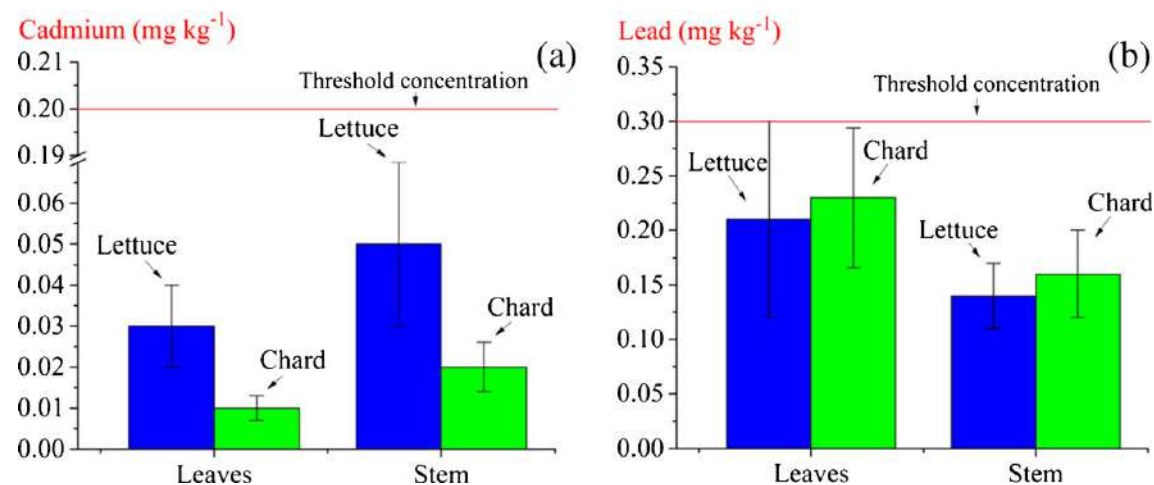 Cadmium (mg kg⁻¹)
(a)
0.21
0.20
0.19
0.06
0.05
0.04
0.03
0.02
0.01
0.00
Threshold concentration
Lettuce
Chard
Lettuce
Chard
Leaves
Stem
Lead (mg kg⁻¹)
(b)
0.35
0.30
0.25
0.20
0.15
0.10
0.05
0.00
Threshold concentration
Lettuce
Chard
Lettuce
Chard
Leaves
Stem